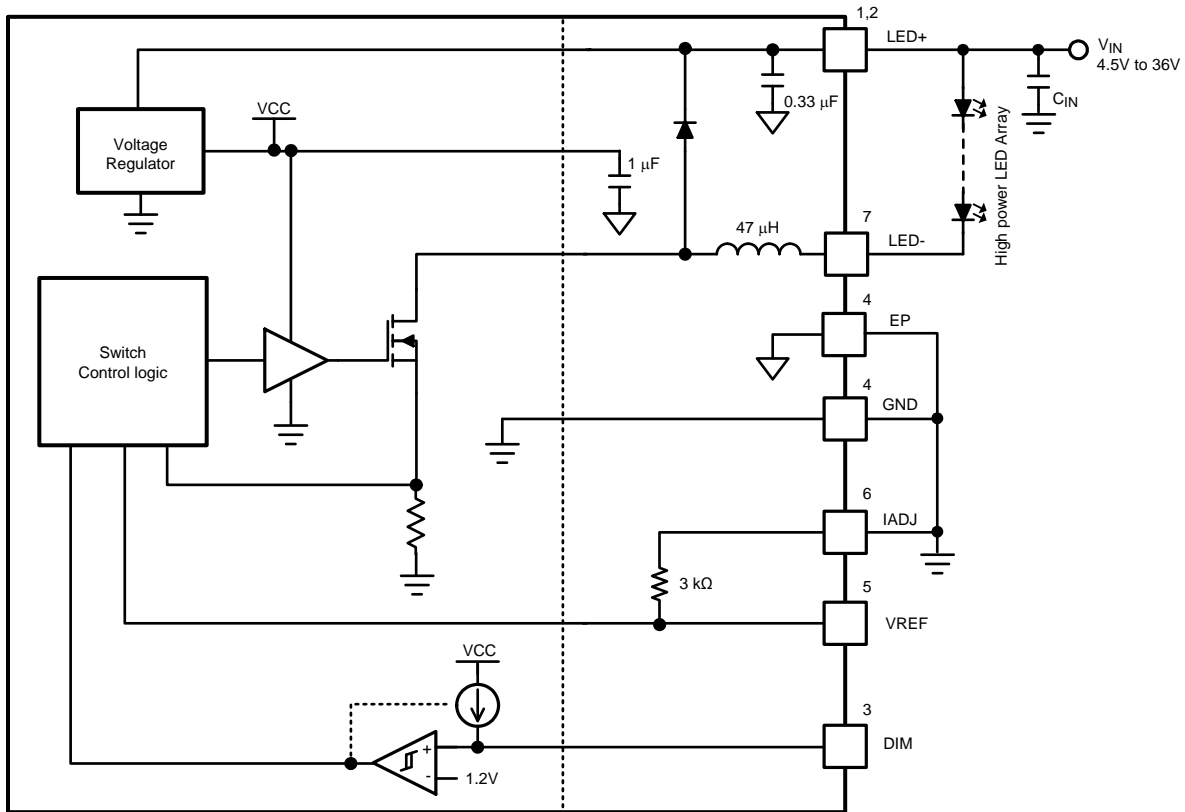 1,2
LED+
VIN
4.5V to 36V
CIN
0.33 μF
VCC
Voltage
Regulator
1 μF
High power LED Array
7
47 μH
LED-
4
EP
Switch
Control logic
4
GND
6
IADJ
3 kΩ
5
VREF
VCC
3
DIM
+
-
1.2V